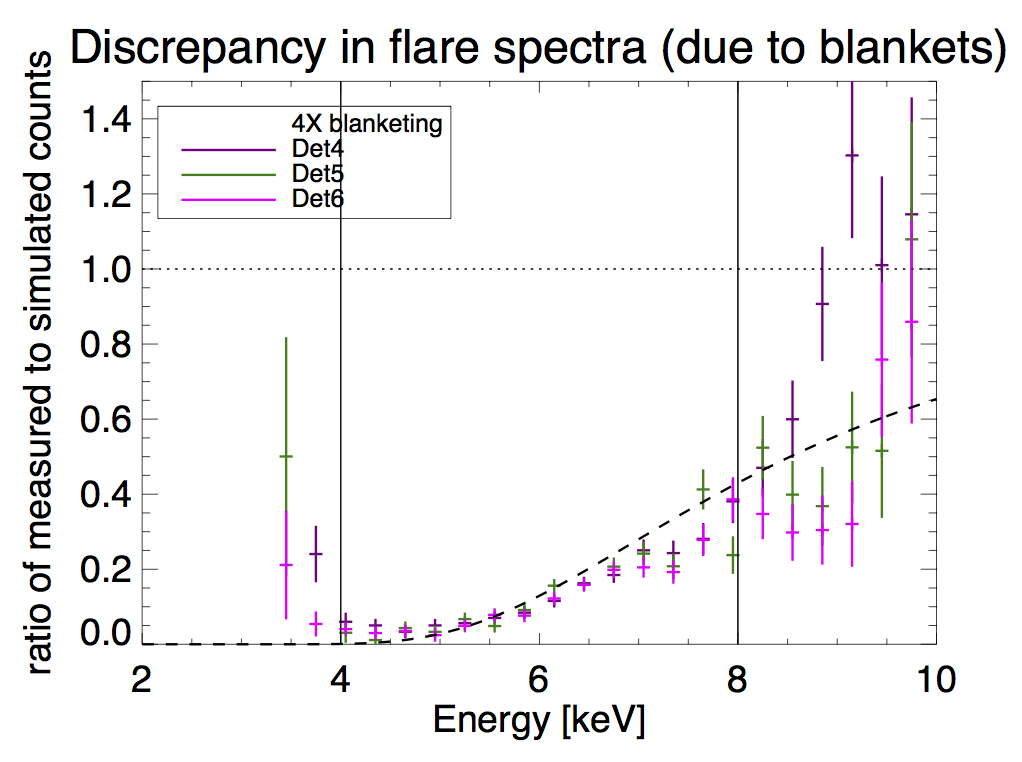 Discrepancy in flare spectra (due to blankets)
ratio of measured to simulated counts
1.4
1.2
1.0
0.8
0.6
0.4
0.2
0.0
4X blanketing
Det4
Det5
Det6
2 4 6 8 10
Energy [keV]